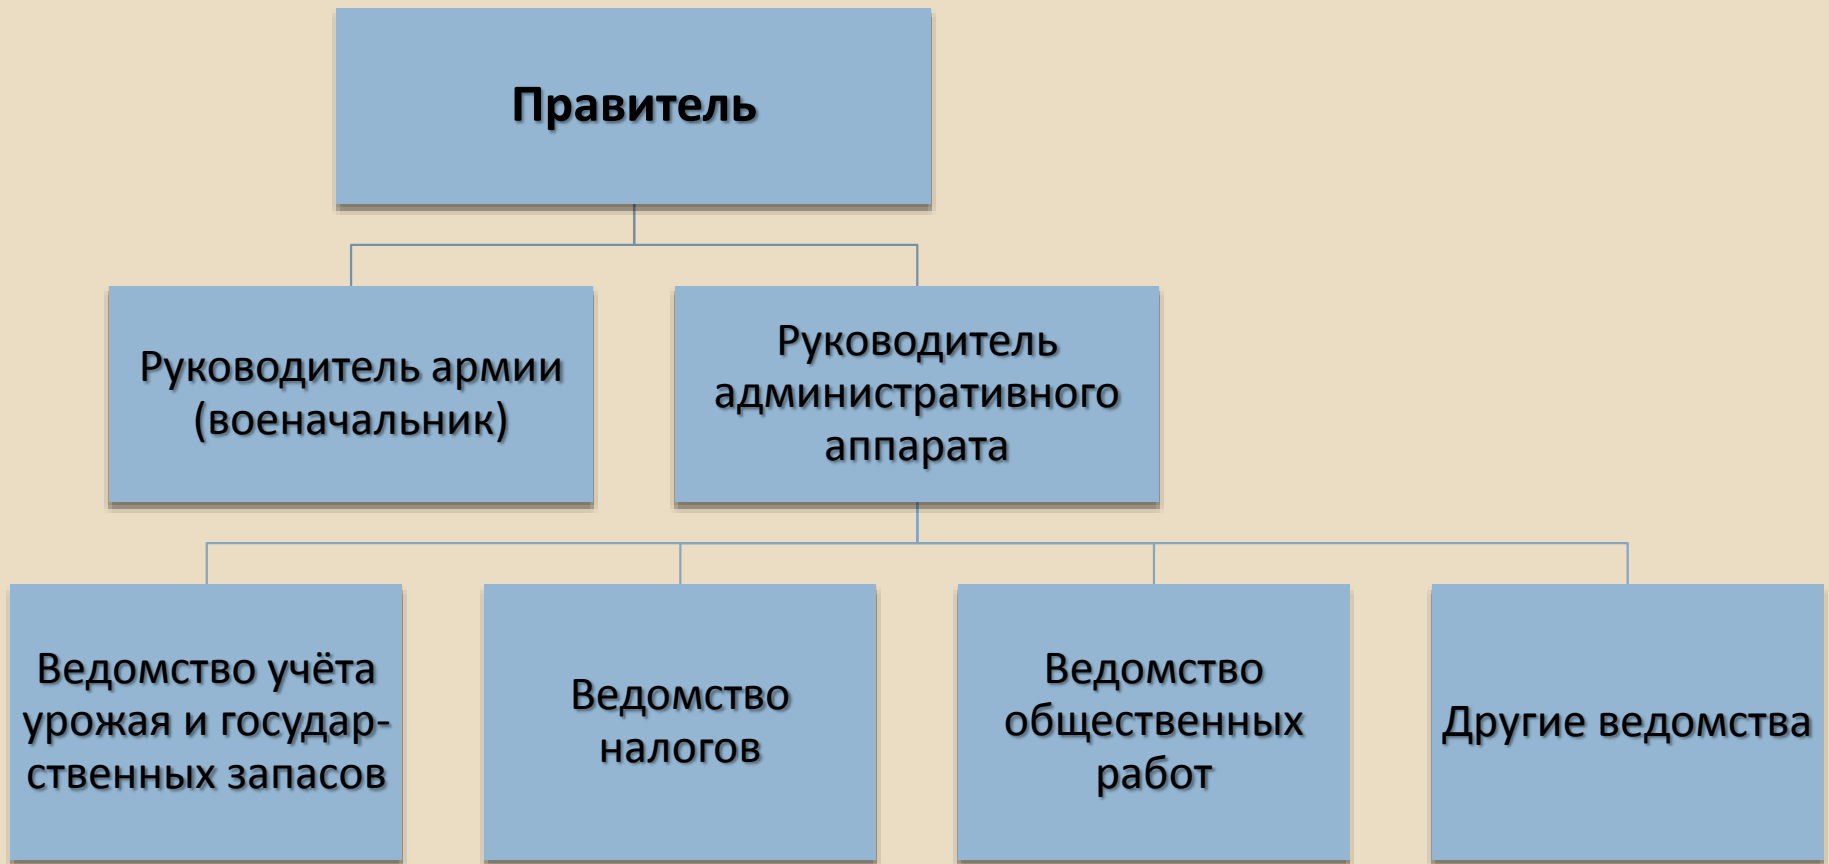 Правитель
Руководитель армии
(военачальник)
Руководитель
административного
аппарата
Ведомство учёта
урожая и государ-
ственных запасов
Ведомство
налогов
Ведомство
общественных
работ
Другие ведомства